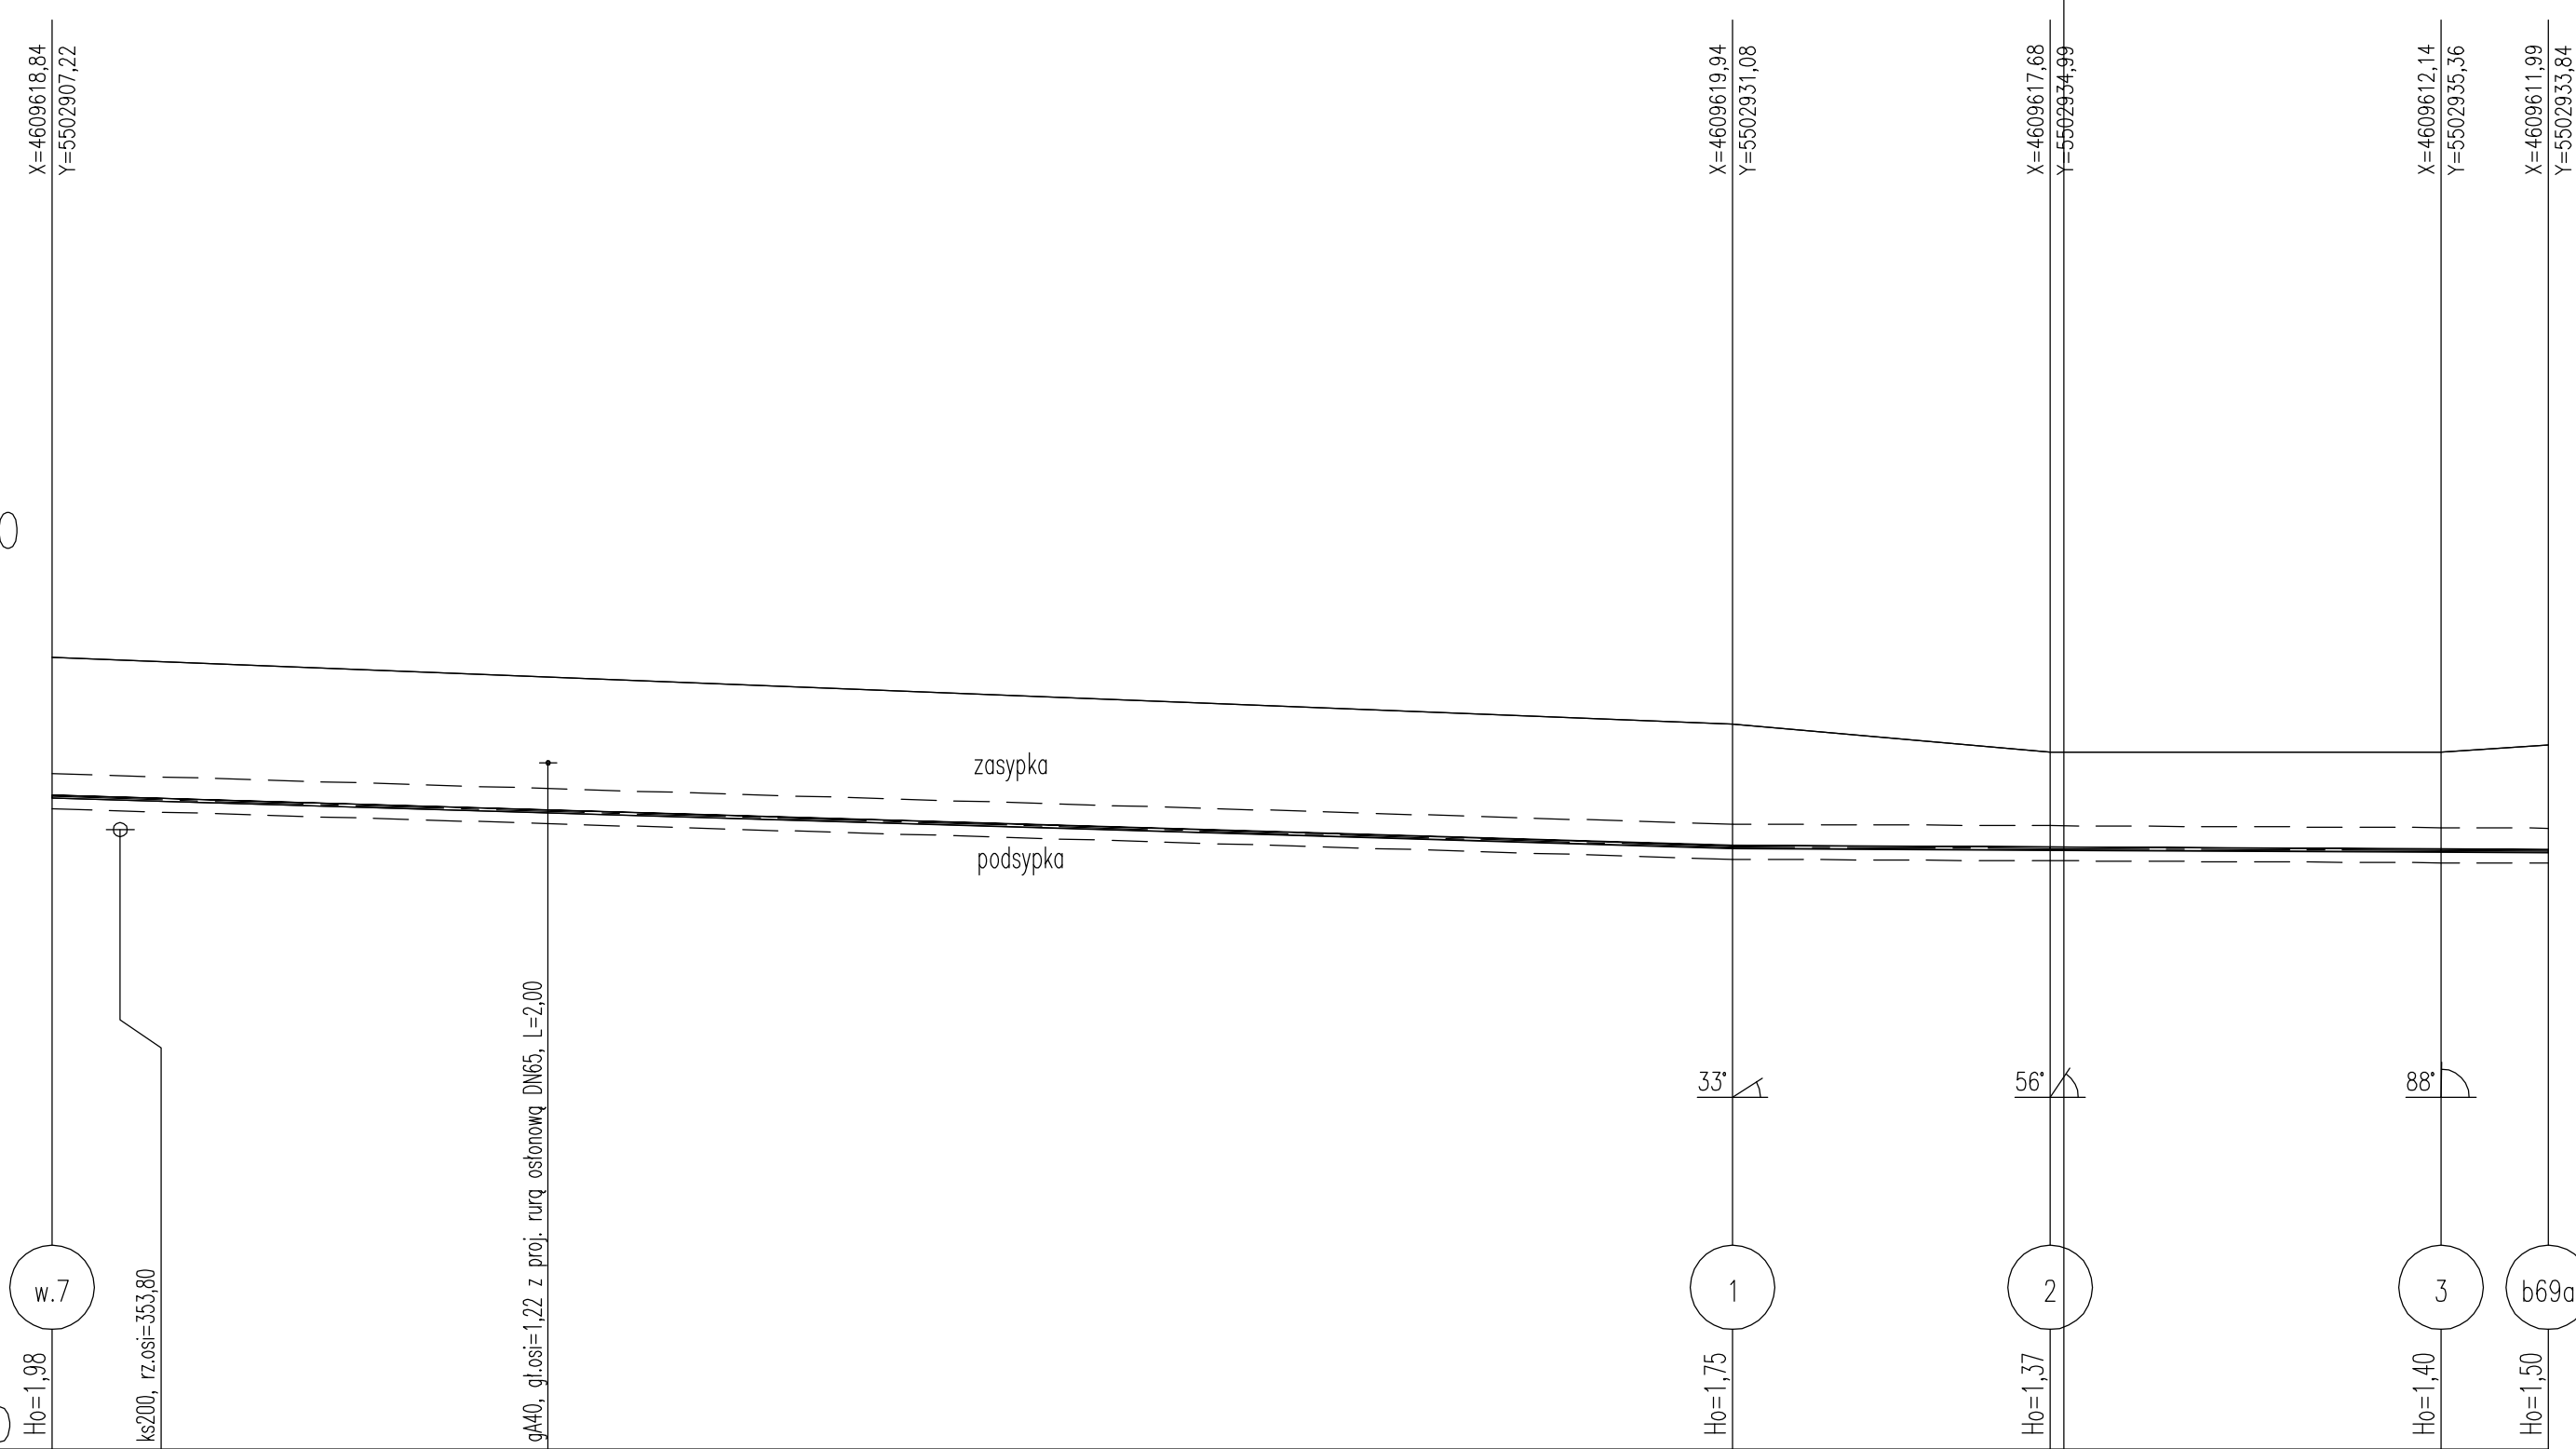 X=4609618,84
Y=5502907,22
X=4609619,94
Y=5502931,08
X=4609617,68
Y=5502934,99
X=4609612,14
Y=5502935,36
X=4609611,99
Y=5502933,84
zasypka
podsypka
ks200, rz.osi=353,80
gA40, gł.osi=1,22 z proj. rurą osłonową DN65, L=2,00
33°
56°
88°
w.7
1
2
3
b69a
Ho=1,98
Ho=1,75
Ho=1,37
Ho=1,40
Ho=1,50